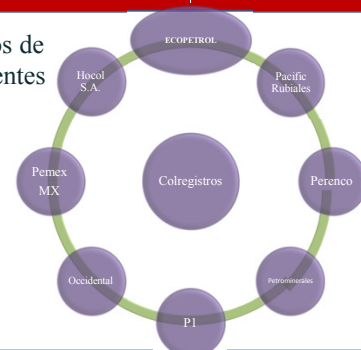 os de
entes
ECOPETROL
Hocol
S.A.
Pacific
Rubiales
Pemex
MX
Colregistros
Perenco
Occidental
Petrominerales
P1